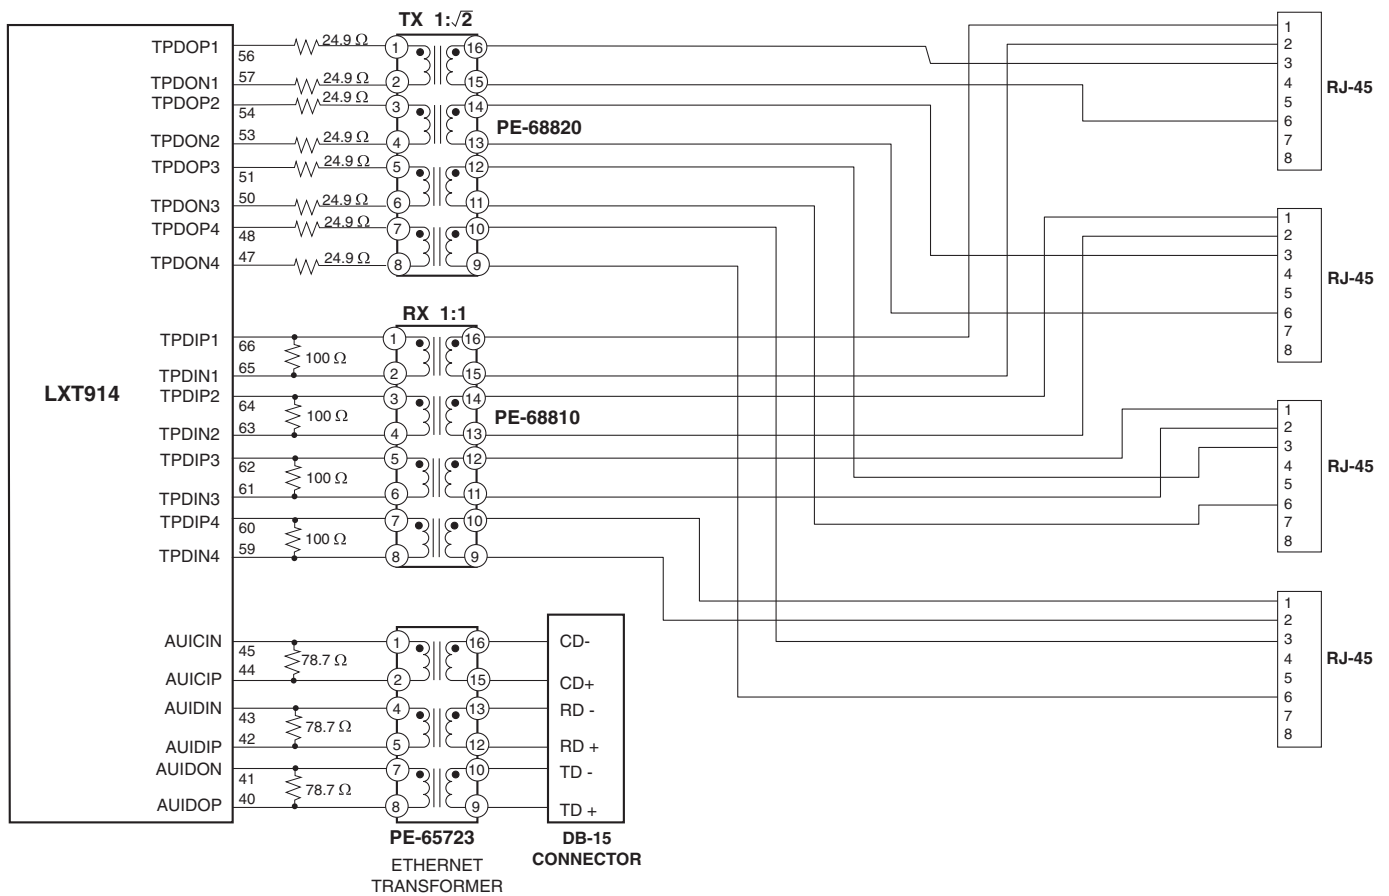 LXT914
TX 1:√2
TPDOP1 56 24.9 Ω 1 16
TPDON1 57 24.9 Ω 2 15
TPDOP2 54 24.9 Ω 3 14
PE-68820
TPDON2 53 24.9 Ω 4 13
TPDOP3 51 24.9 Ω 5 12
TPDON3 50 24.9 Ω 6 11
TPDOP4 48 24.9 Ω 7 10
TPDON4 47 24.9 Ω 8 9
RX 1:1
TPDIP1 66 1 16
100 Ω
TPDIN1 65 2 15
TPDIP2 64 3 14
100 Ω
PE-68810
TPDIN2 63 4 13
TPDIP3 62 5 12
100 Ω
TPDIN3 61 6 11
TPDIP4 60 7 10
100 Ω
TPDIN4 59 8 9
AUICIN 45 1 16 CD-
78.7 Ω
AUICIP 44 2 15 CD+
AUIDIN 43 4 13 RD -
78.7 Ω
AUIDIP 42 5 12 RD +
AUIDON 41 7 10 TD -
78.7 Ω
AUIDOP 40 8 9 TD +
PE-65723
ETHERNET
TRANSFORMER
DB-15
CONNECTOR
1
2
3
4
5
6
7
8
RJ-45
1
2
3
4
5
6
7
8
RJ-45
1
2
3
4
5
6
7
8
RJ-45
1
2
3
4
5
6
7
8
RJ-45